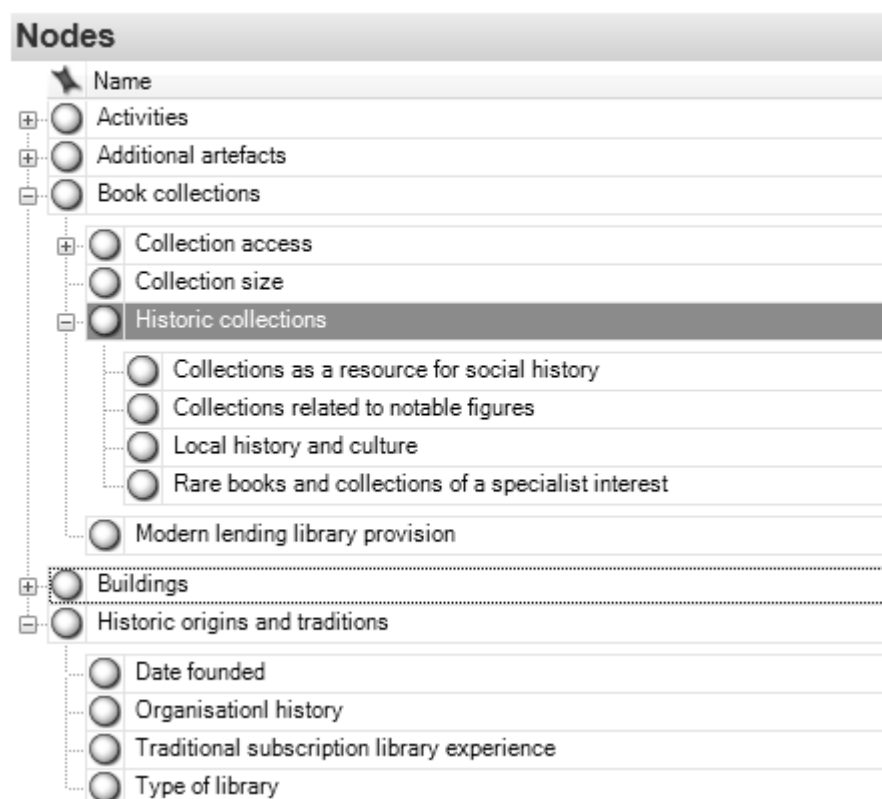 Nodes
Name
Activities
Additional artefacts
Book collections
Collection access
Collection size
Historic collections
Collections as a resource for social history
Collections related to notable figures
Local history and culture
Rare books and collections of a specialist interest
Modern lending library provision
Buildings
Historic origins and traditions
Date founded
Organisationl history
Traditional subscription library experience
Type of library